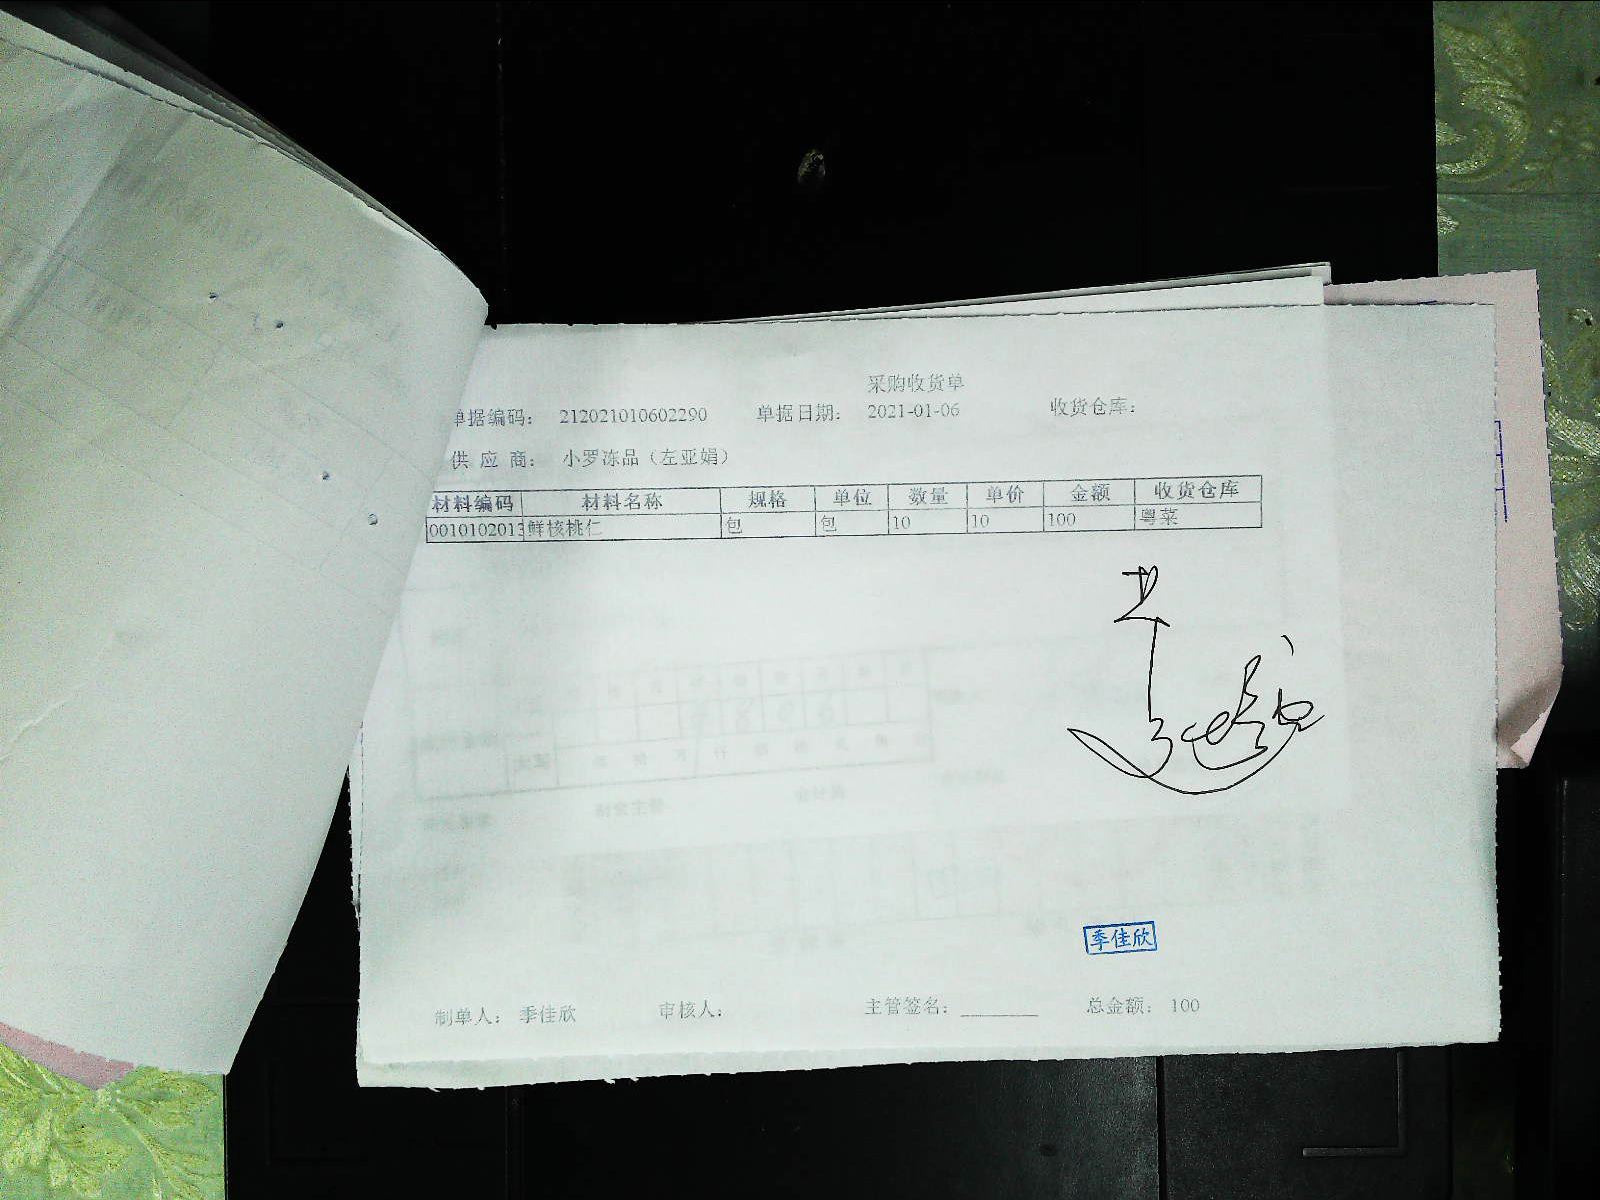 采购收货单
单据编码： 212021010602290 单据日期： 2021-01-06 收货仓库：
供 应 商： 小罗冻品（左亚娟）
材料编码 材料名称 规格 单位 数量 单价 金额 收货仓库
0010102013 鲜核桃仁 包 包 10 10 100 粤菜
季佳欣
制单人： 季佳欣 审核人： 主管签名：________ 总金额： 100